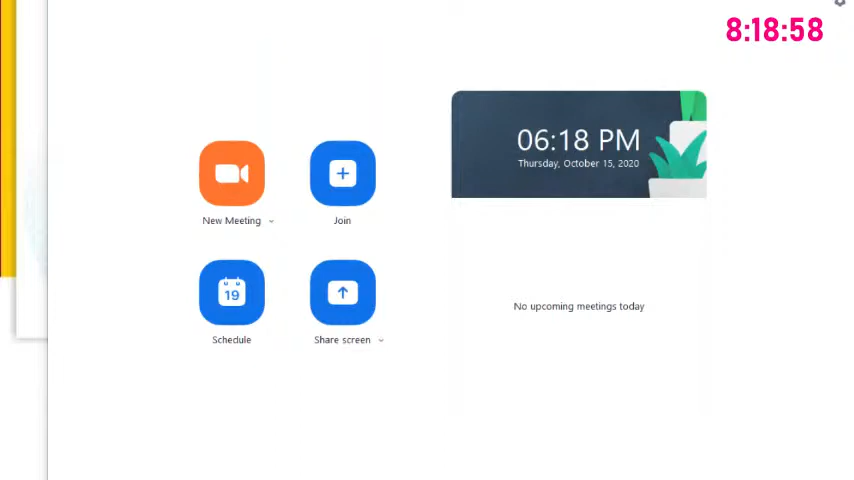 8:18:58
06:18 PM
Thursday, October 15, 2020
New Meeting
Join
19
Schedule
Share screen
No upcoming meetings today